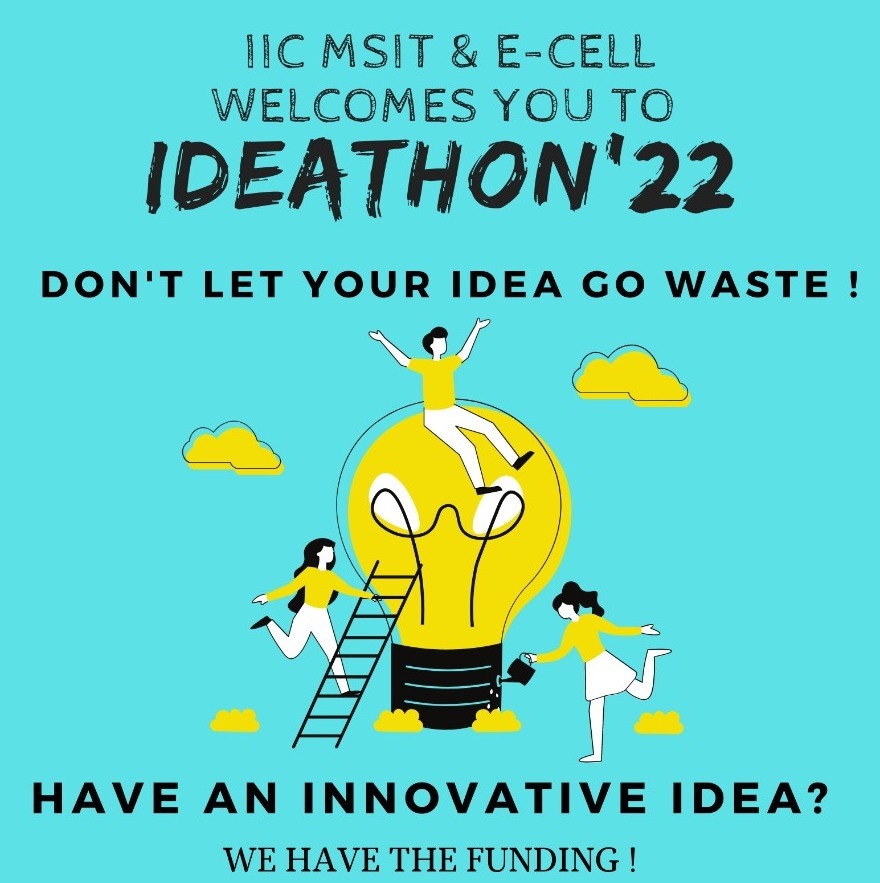 IIC MSIT & E-CELL
WELCOMES YOU TO
IDEATHON'22
DON'T LET YOUR IDEA GO WASTE !
HAVE AN INNOVATIVE IDEA?
WE HAVE THE FUNDING !